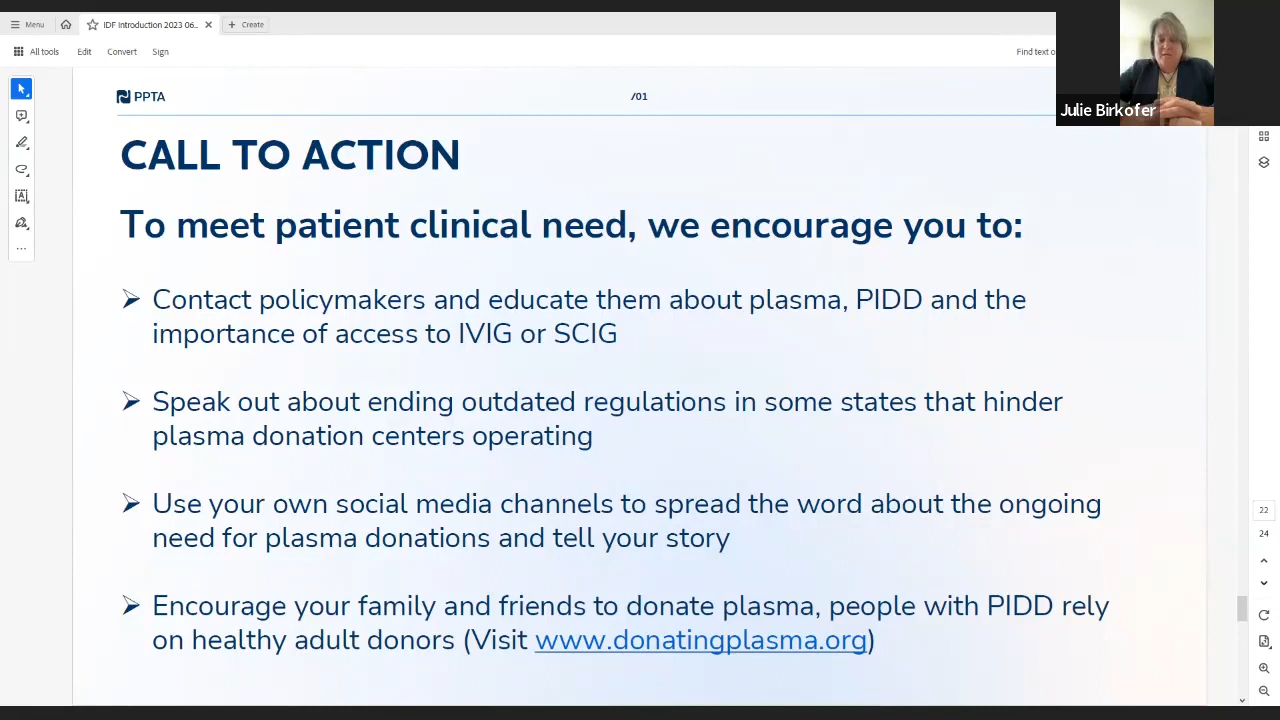 Menu
IDF Introduction 2023 06...
Create
All tools
Edit
Convert
Sign
Find text o
Julie Birkofer
PPTA
/01
CALL TO ACTION
To meet patient clinical need, we encourage you to:
Contact policymakers and educate them about plasma, PIDD and the
importance of access to IVIG or SCIG
Speak out about ending outdated regulations in some states that hinder
plasma donation centers operating
Use your own social media channels to spread the word about the ongoing
need for plasma donations and tell your story
Encourage your family and friends to donate plasma, people with PIDD rely
on healthy adult donors (Visit www.donatingplasma.org)
22
24